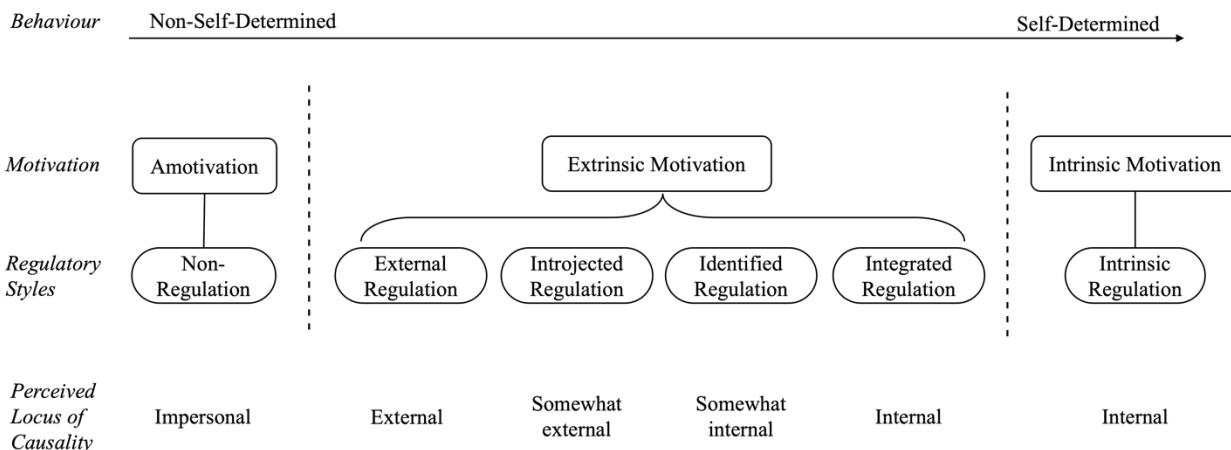 Behaviour
Non-Self-Determined
Self-Determined
Motivation
Amotivation
Extrinsic Motivation
Intrinsic Motivation
Regulatory
Styles
Non-
Regulation
External
Regulation
Introjected
Regulation
Identified
Regulation
Integrated
Regulation
Intrinsic
Regulation
Perceived
Locus of
Causality
Impersonal
External
Somewhat
external
Somewhat
internal
Internal
Internal